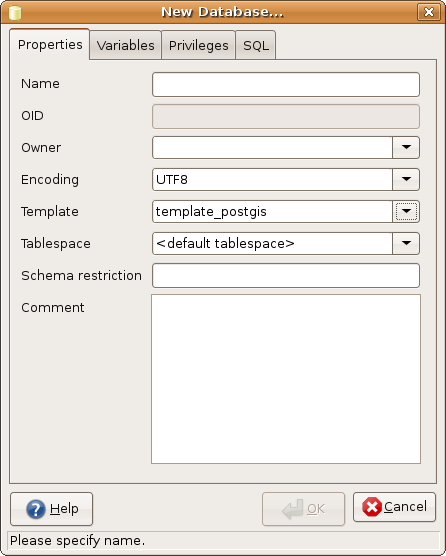 New Database...
Properties Variables Privileges SQL
Name
OID
Owner
Encoding UTF8
Template template_postgis
Tablespace <default tablespace>
Schema restriction
Comment
Help OK Cancel
Please specify name.